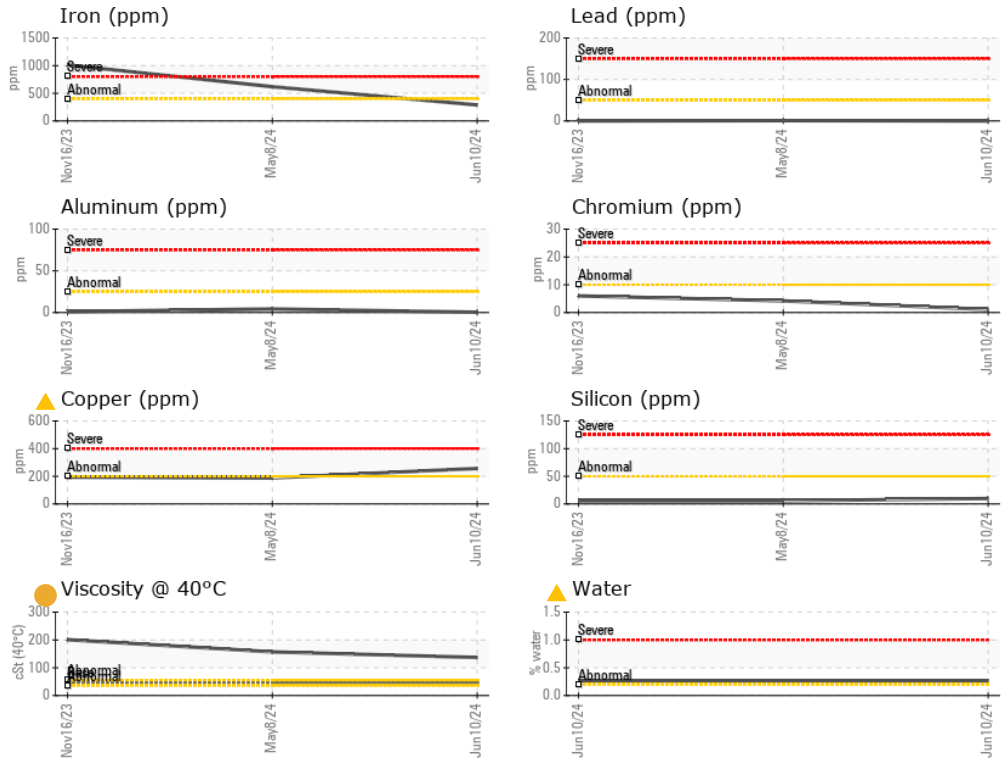 Iron (ppm)
1500
1000
500
0
ppm
Severe
Abnormal
Nov16/23
May8/24
Jun10/24
Lead (ppm)
200
100
0
ppm
Severe
Abnormal
Nov16/23
May8/24
Jun10/24
Aluminum (ppm)
100
50
0
ppm
Severe
Abnormal
Nov16/23
May8/24
Jun10/24
Chromium (ppm)
30
20
10
0
ppm
Severe
Abnormal
Nov16/23
May8/24
Jun10/24
Copper (ppm)
600
400
200
0
ppm
Severe
Abnormal
Nov16/23
May8/24
Jun10/24
Silicon (ppm)
150
100
50
0
ppm
Severe
Abnormal
Nov16/23
May8/24
Jun10/24
Viscosity @ 40°C
300
200
100
0
cSt (40°C)
Abnormal
Abnormal
Nov16/23
May8/24
Jun10/24
Water
1.5
1.0
0.5
0.0
% water
Severe
Abnormal
Jun10/24
Jun10/24